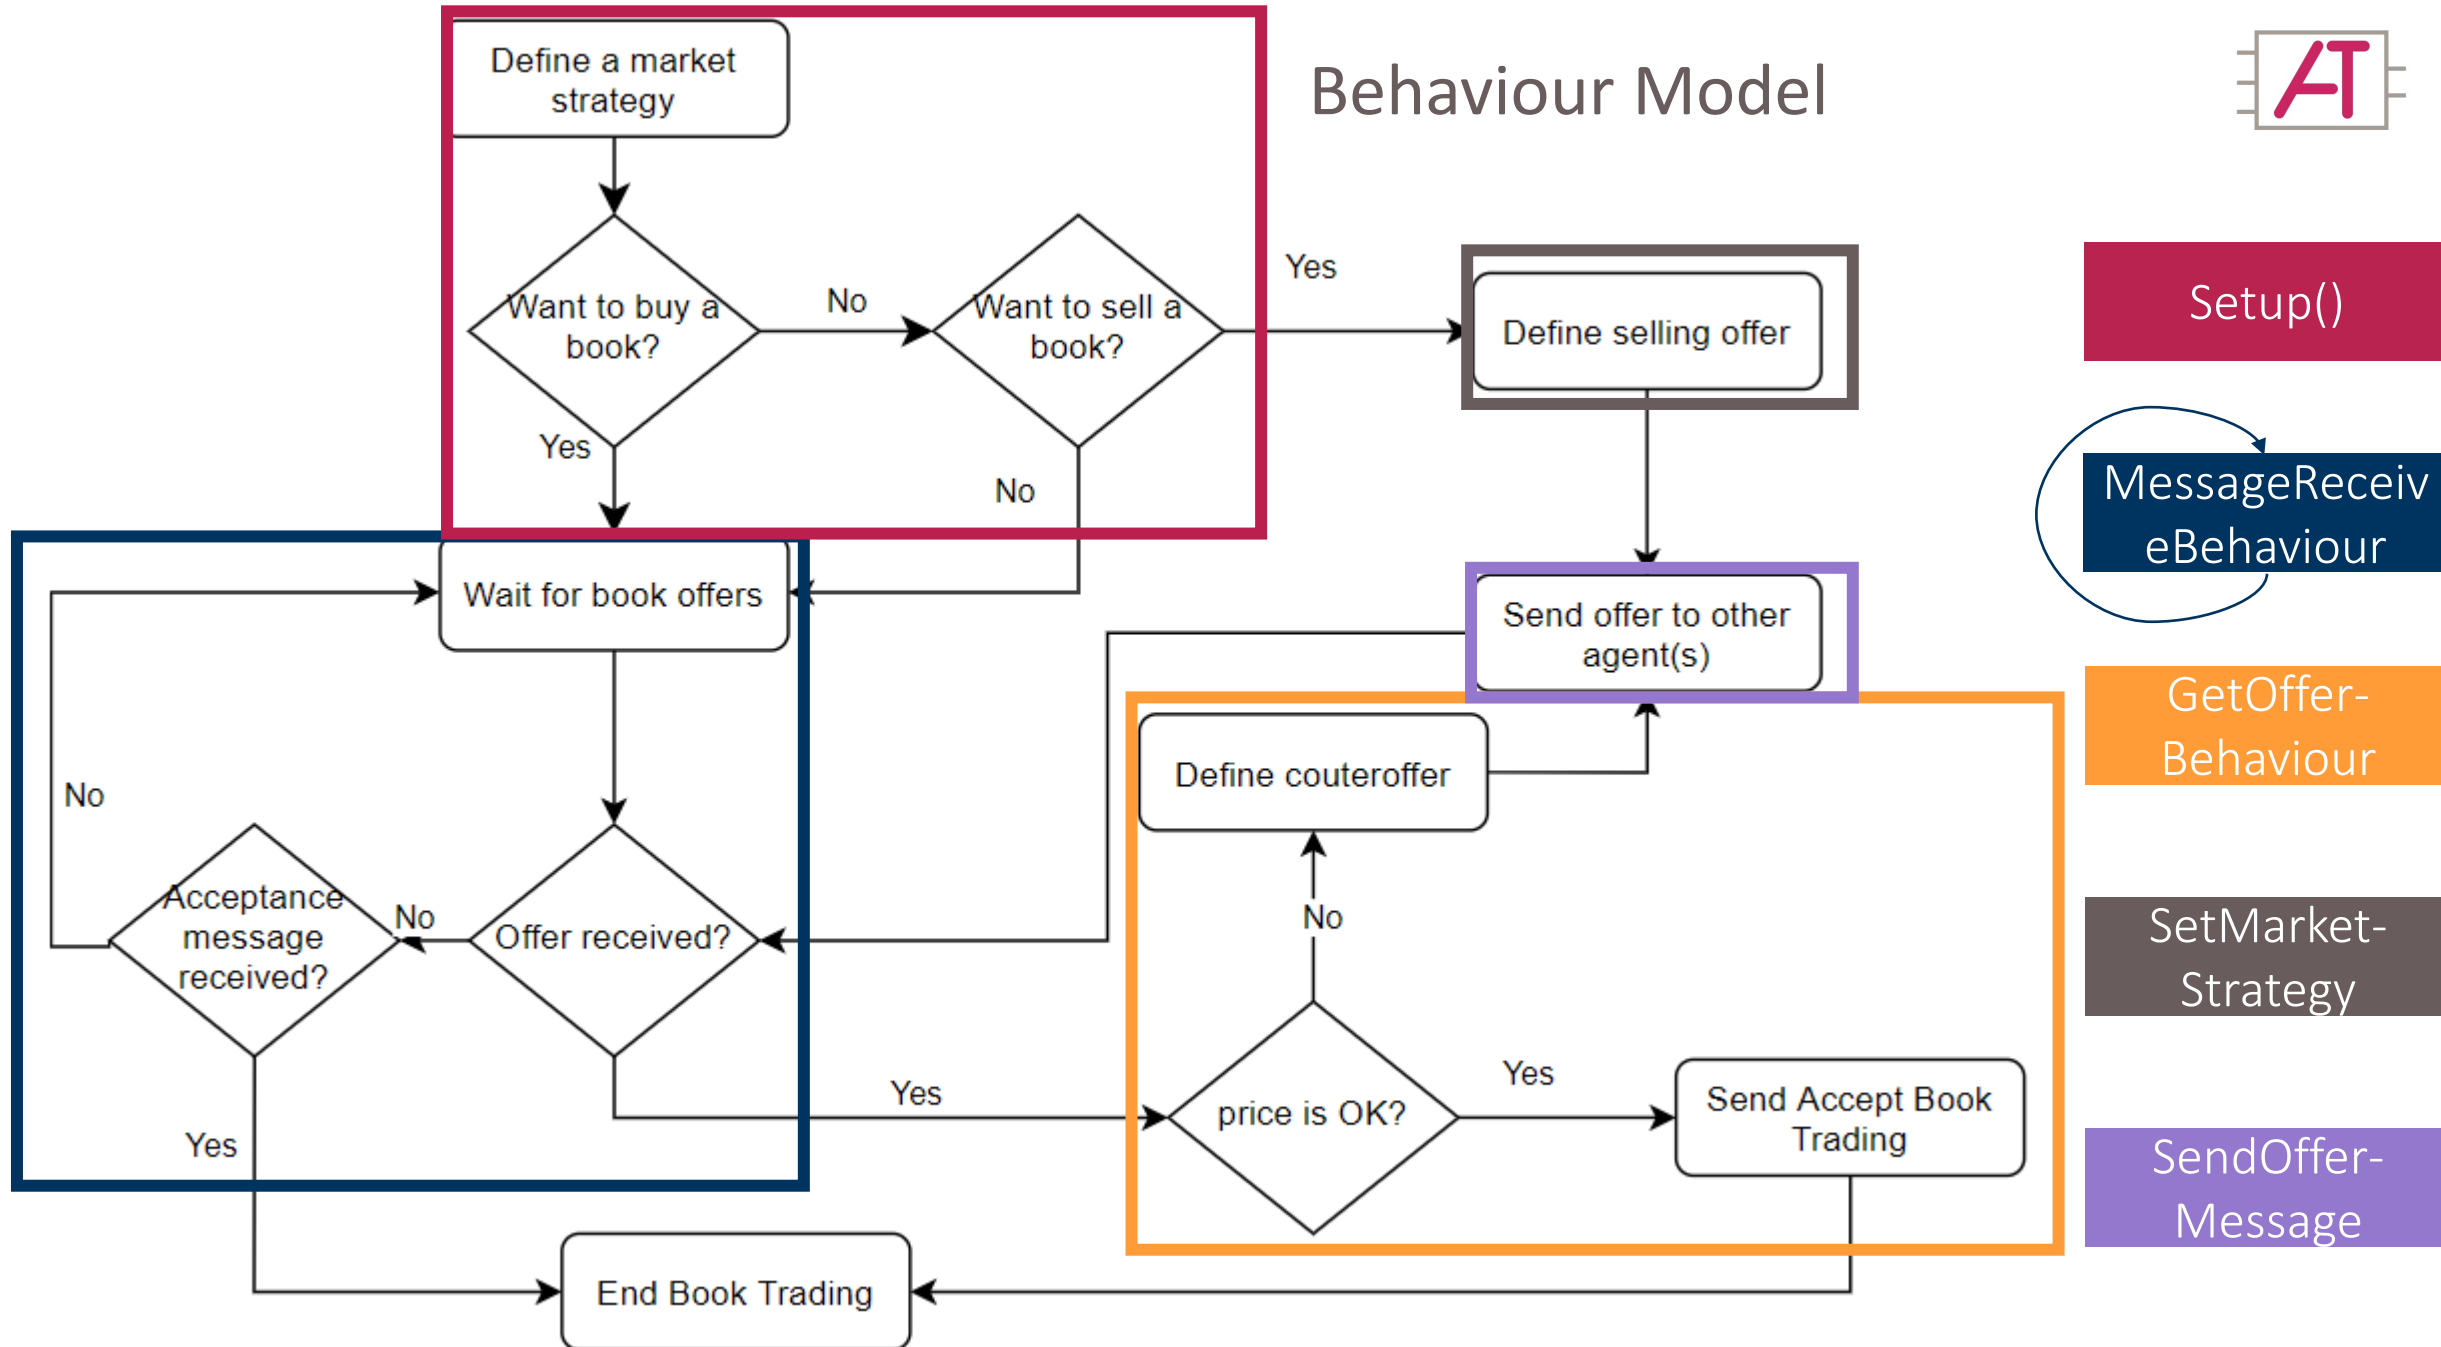 Define a market
strategy
Behaviour Model
AT
Want to buy a
book?
No
Want to sell a
book?
Yes
Define selling offer
Setup()
Yes
No
MessageReceiv
eBehaviour
Wait for book offers
Send offer to other
agent(s)
GetOffer-
Behaviour
Define couteroffer
No
Acceptance
message
received?
No
Offer received?
No
SetMarket-
Strategy
Yes
price is OK?
Yes
Send Accept Book
Trading
Yes
SendOffer-
Message
End Book Trading